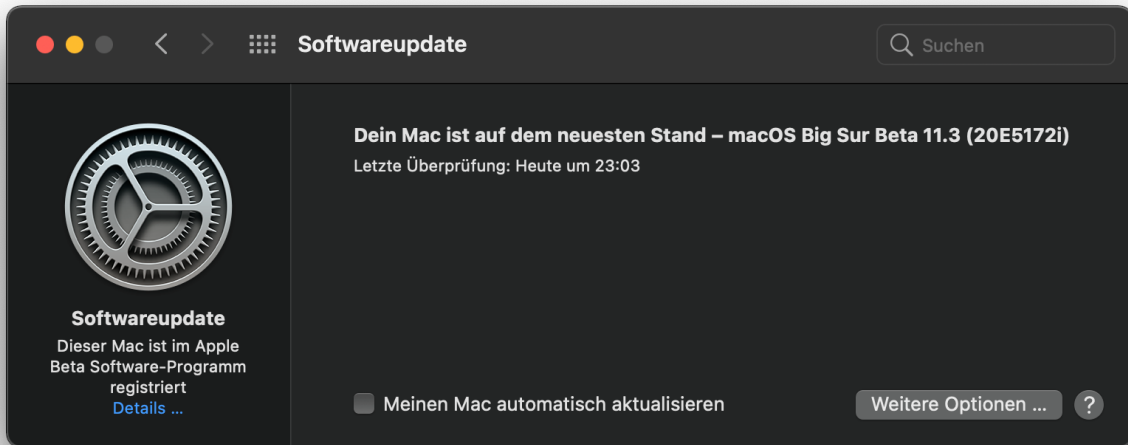 Softwareupdate
Suchen
Dein Mac ist auf dem neuesten Stand – macOS Big Sur Beta 11.3 (20E5172i)
Letzte Überprüfung: Heute um 23:03
Softwareupdate
Dieser Mac ist im Apple
Beta Software-Programm
registriert
Details ...
Meinen Mac automatisch aktualisieren
Weitere Optionen ...
?